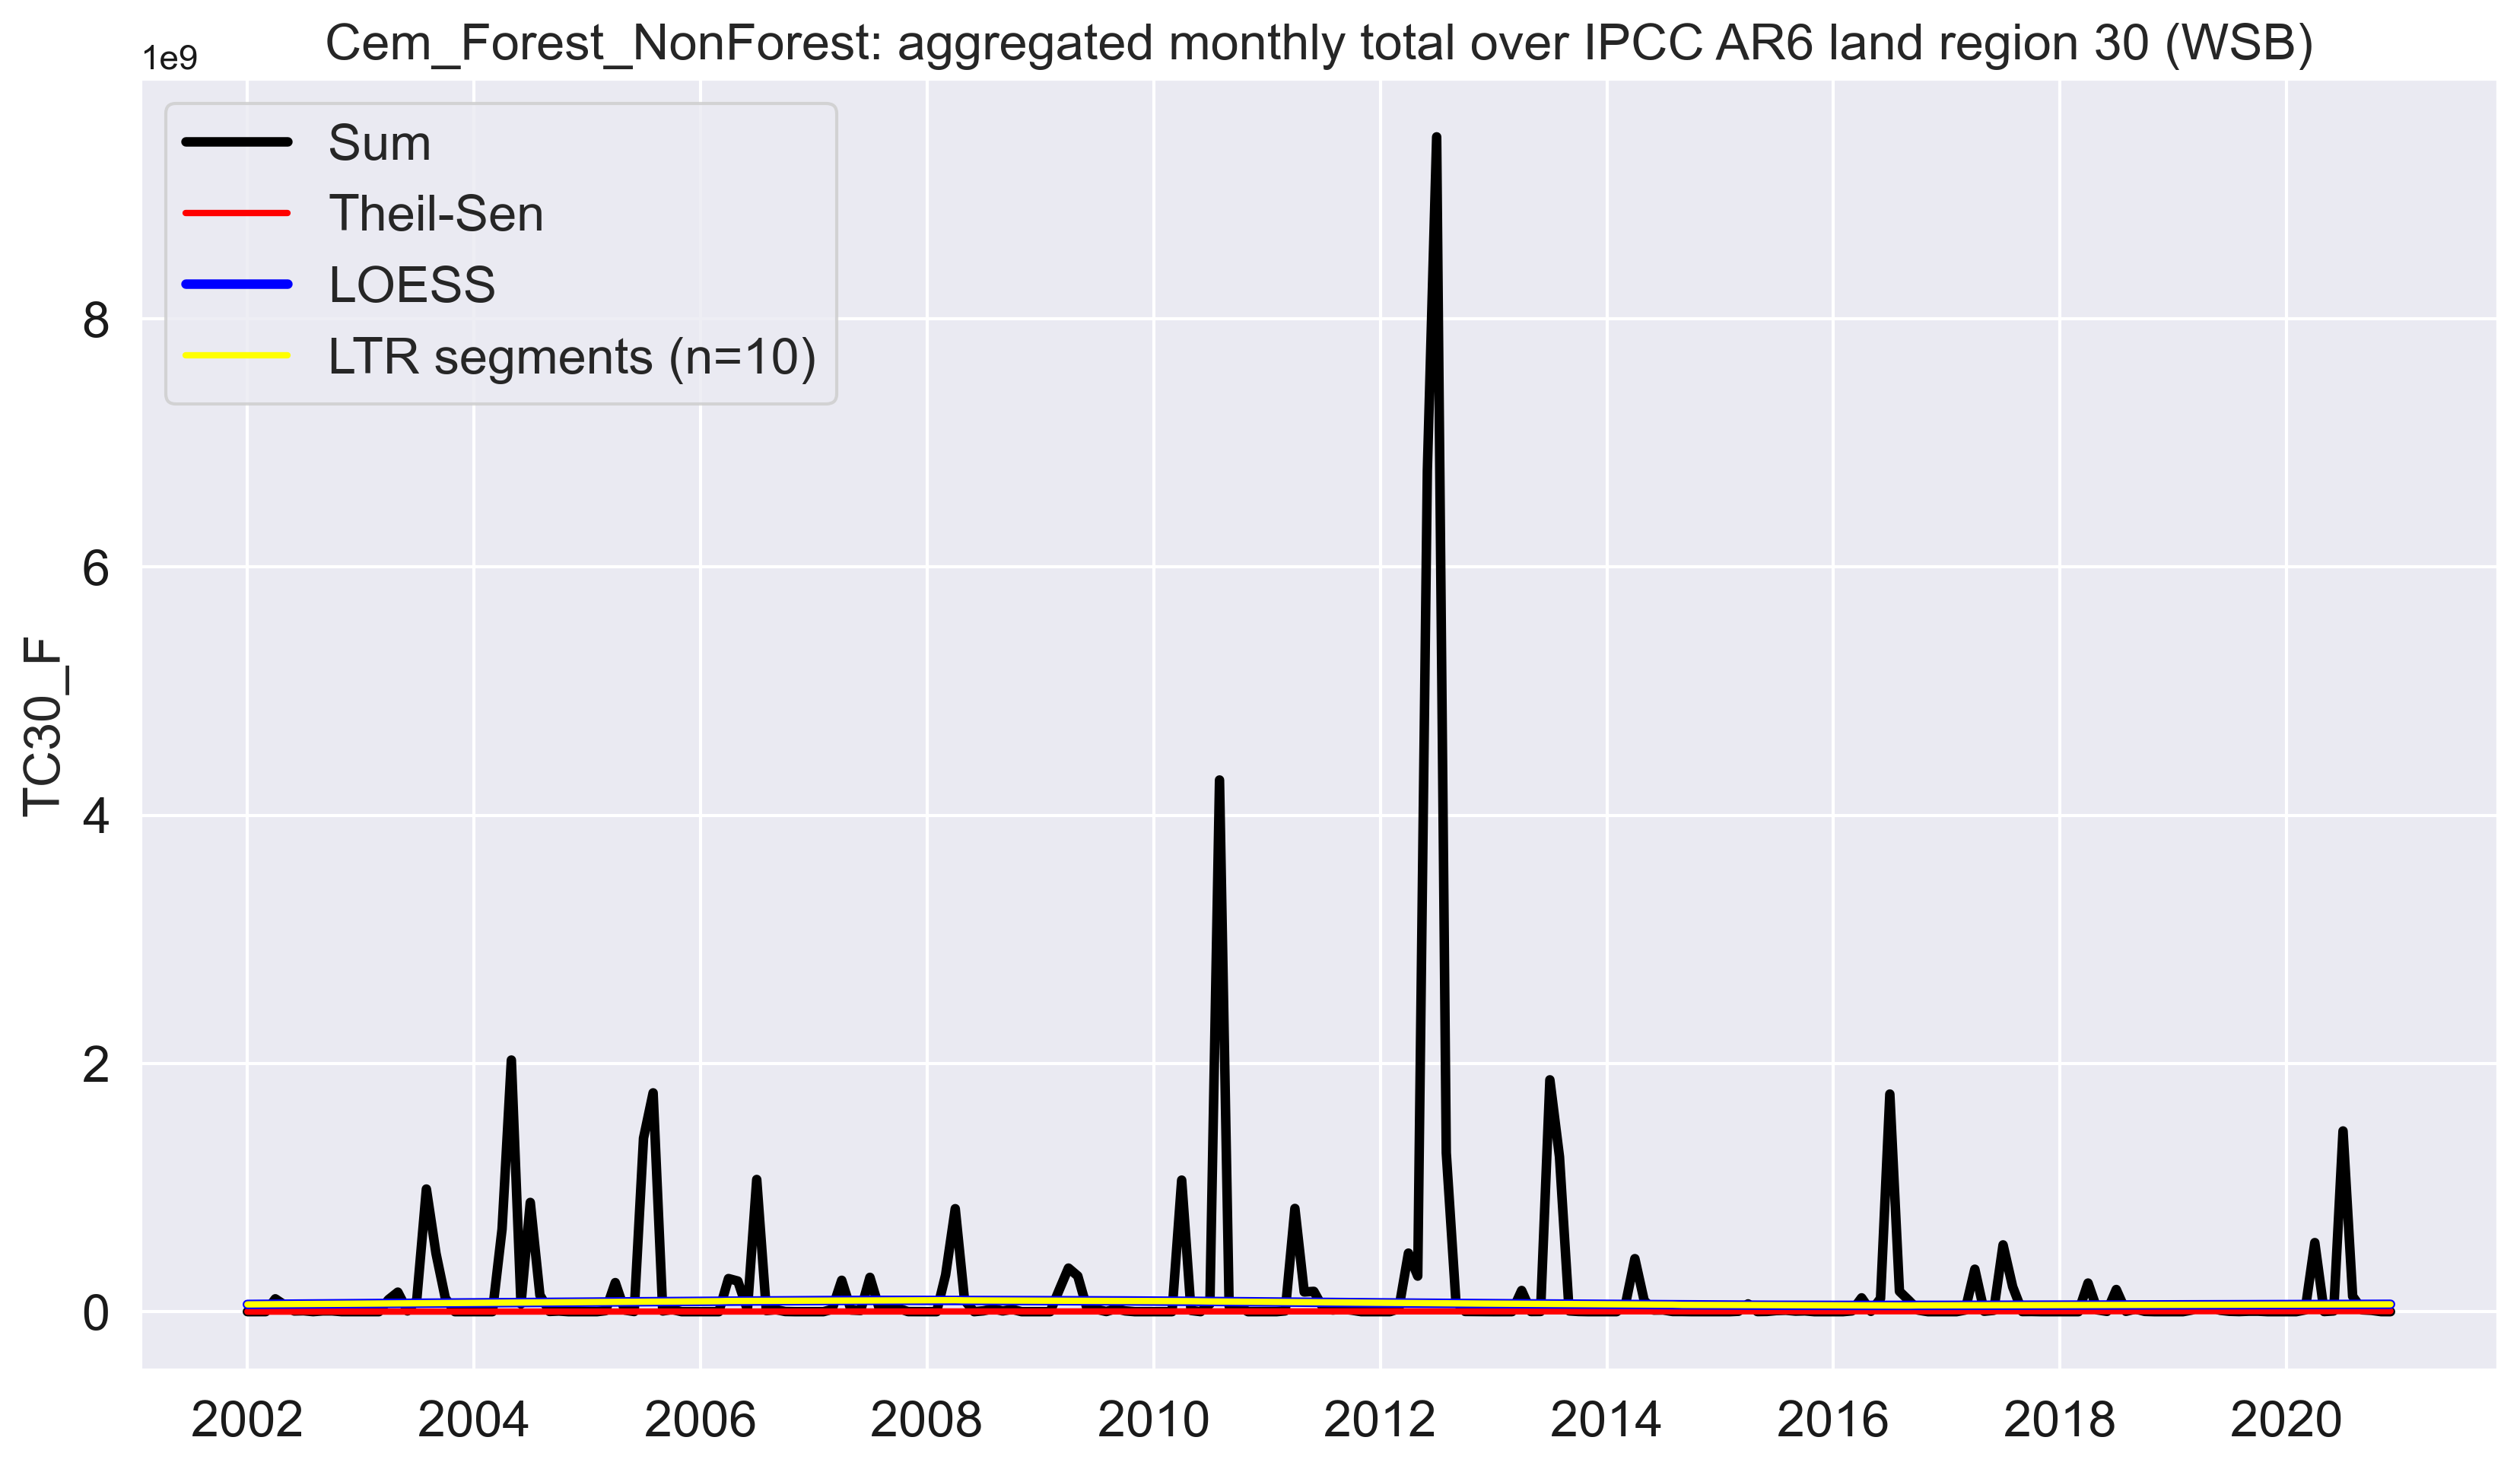 Cem_Forest_NonForest: aggregated monthly total over IPCC AR6 land region 30 (WSB)
1e9
Sum
Theil-Sen
LOESS
LTR segments (n=10)
8
6
4
2
0
TC30_F
2002 2004 2006 2008 2010 2012 2014 2016 2018 2020